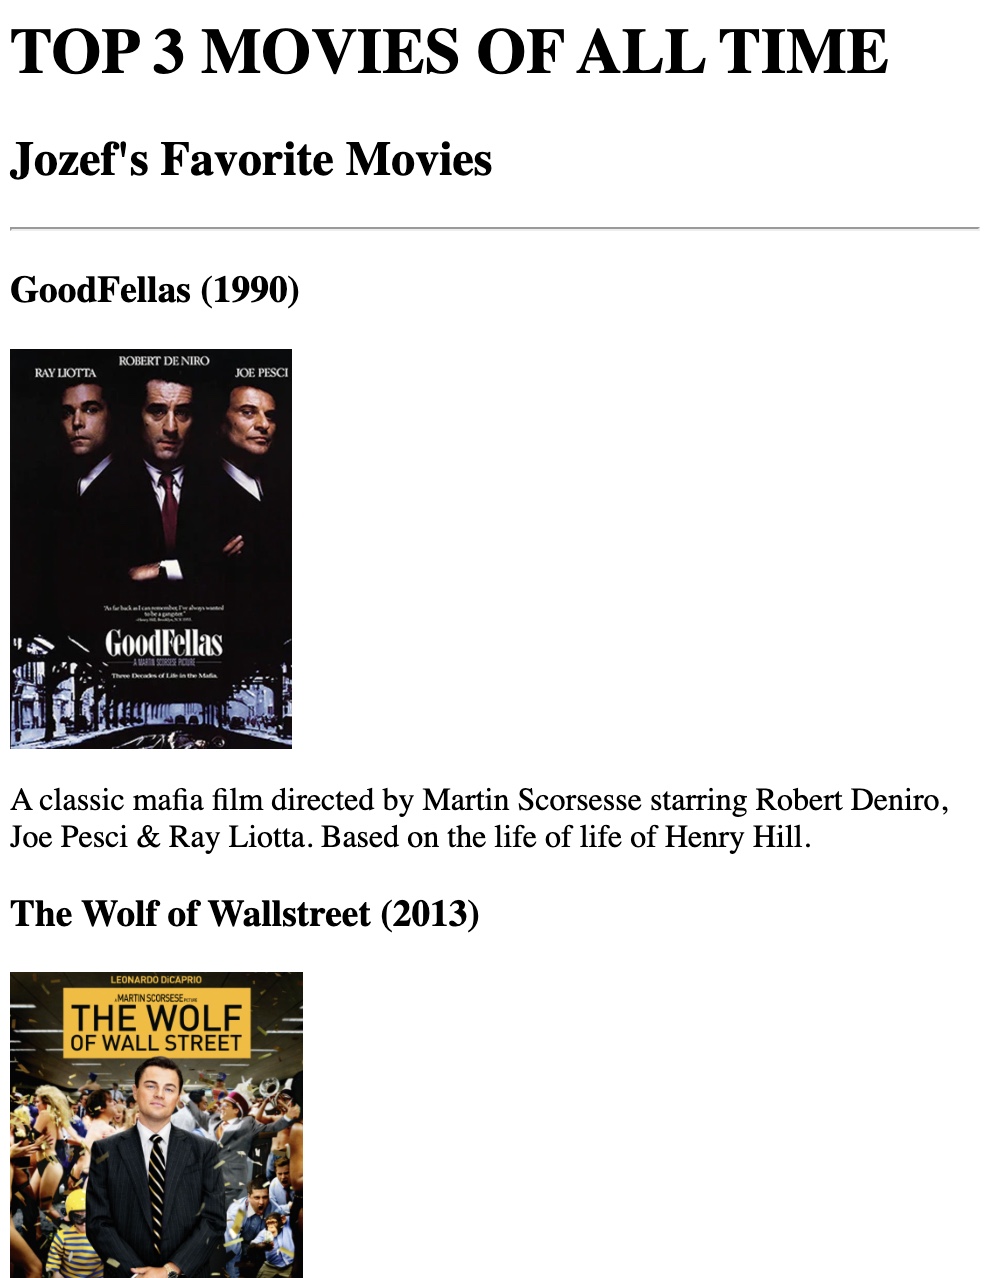 TOP 3 MOVIES OF ALL TIME
Jozef's Favorite Movies
GoodFellas (1990)
ROBERT DE NIRO
RAY LIOTTA JOE PESCI
"As far back as I can remember, I've always wanted
to be a gangster."
-Henry Hill, Brooklyn, N.Y. 1955.
GoodFellas
A MARTIN SCORSESE PICTURE
Three Decades of Life in the Mafia.
A classic mafia film directed by Martin Scorsesse starring Robert Deniro,
Joe Pesci & Ray Liotta. Based on the life of life of Henry Hill.
The Wolf of Wallstreet (2013)
LEONARDO DiCAPRIO
A MARTIN SCORSESE PICTURE
THE WOLF
OF WALL STREET